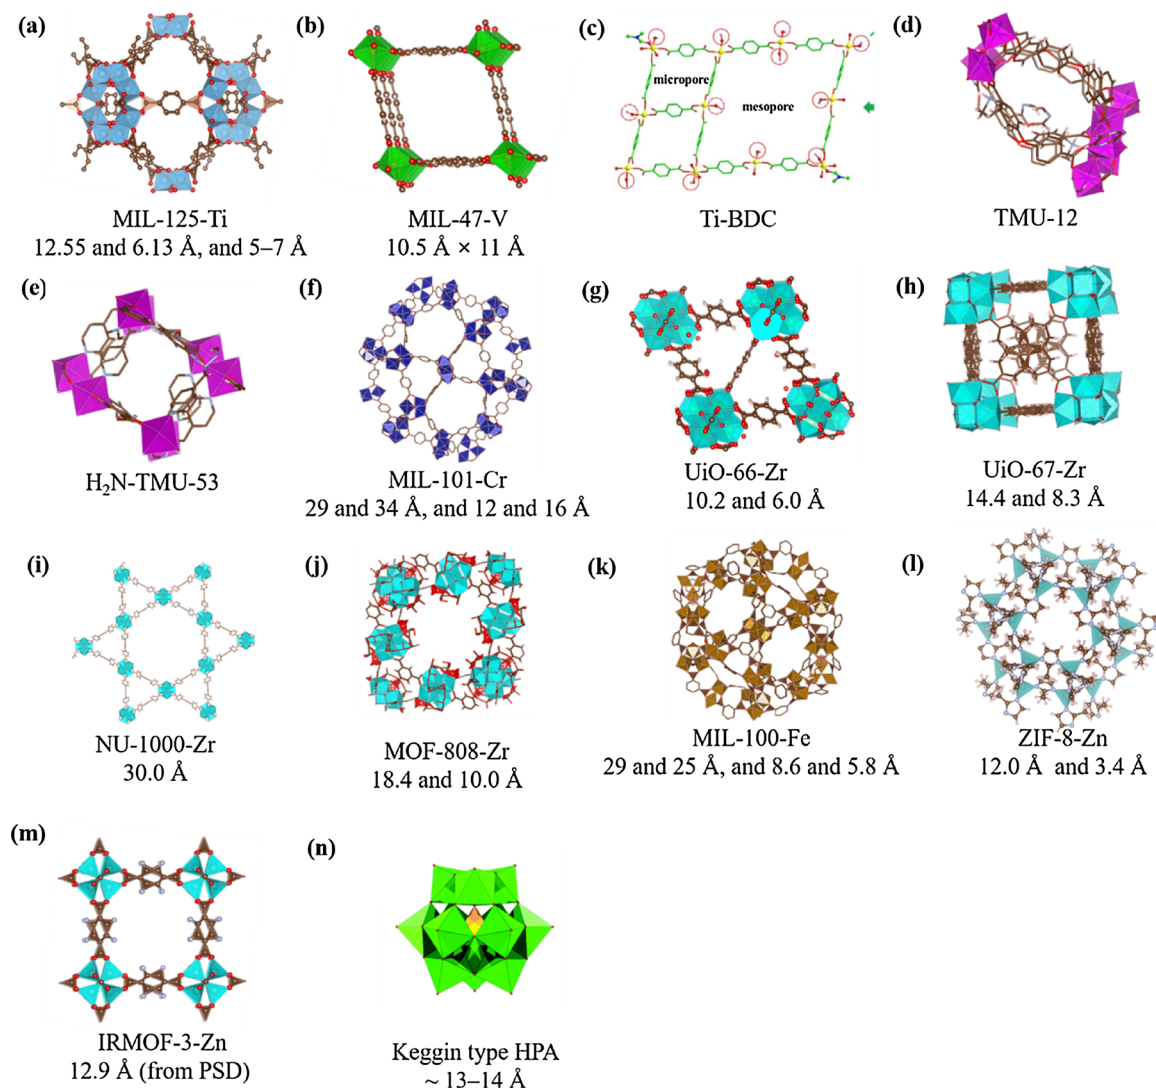 (a)
(b)
(c)
(d)
micropore
mesopore
MIL-125-Ti
12.55 and 6.13 Å, and 5–7 Å
MIL-47-V
10.5 Å × 11 Å
Ti-BDC
TMU-12
(e)
(f)
(g)
(h)
H₂N-TMU-53
MIL-101-Cr
29 and 34 Å, and 12 and 16 Å
UiO-66-Zr
10.2 and 6.0 Å
UiO-67-Zr
14.4 and 8.3 Å
(i)
(j)
(k)
(l)
NU-1000-Zr
30.0 Å
MOF-808-Zr
18.4 and 10.0 Å
MIL-100-Fe
29 and 25 Å, and 8.6 and 5.8 Å
ZIF-8-Zn
12.0 Å and 3.4 Å
(m)
(n)
IRMOF-3-Zn
12.9 Å (from PSD)
Keggin type HPA
~ 13–14 Å